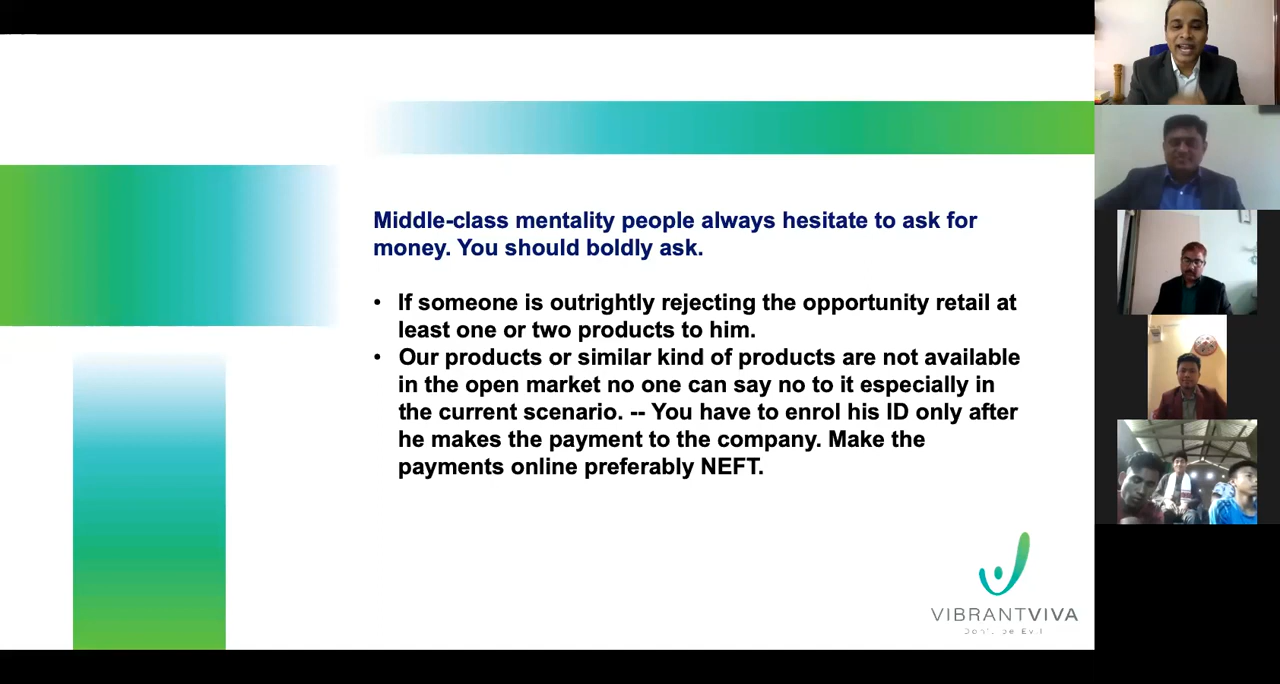 Middle-class mentality people always hesitate to ask for
money. You should boldly ask.
• If someone is outrightly rejecting the opportunity retail at
least one or two products to him.
• Our products or similar kind of products are not available
in the open market no one can say no to it especially in
the current scenario. -- You have to enrol his ID only after
he makes the payment to the company. Make the
payments online preferably NEFT.
VIBRANTVIVA
Don't be Evil